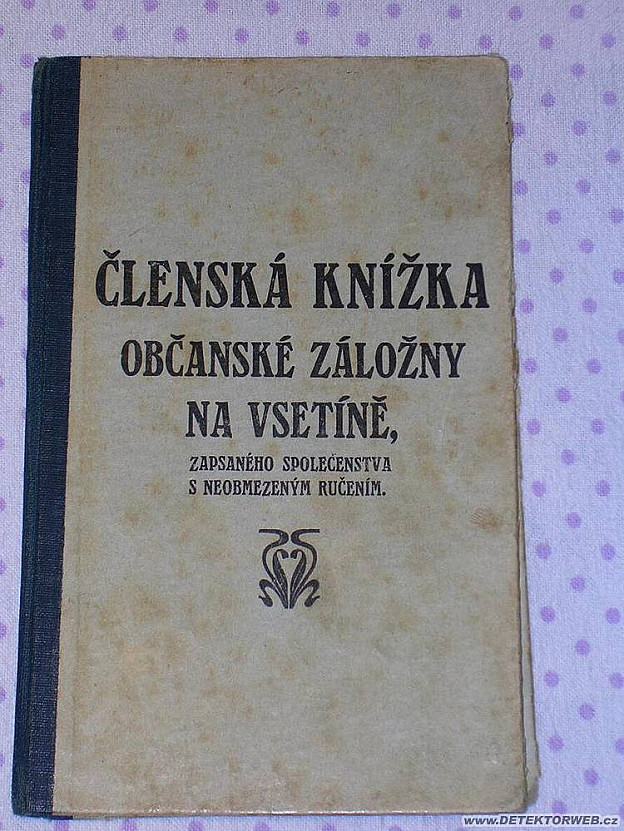 ČLENSKÁ KNÍŽKA
OBČANSKÉ ZÁLOŽNY
NA VSETÍNĚ,
ZAPSANÉHO SPOLEČENSTVA
S NEOBMEZENÝM RUČENÍM.
www.DETEKTORWEB.cz